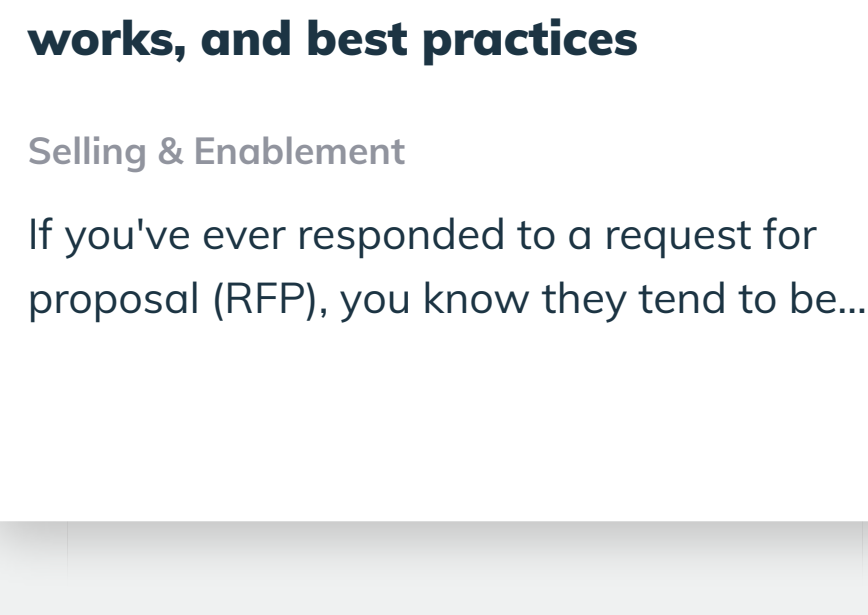 works, and best practices
Selling & Enablement
If you've ever responded to a request for
proposal (RFP), you know they tend to be...